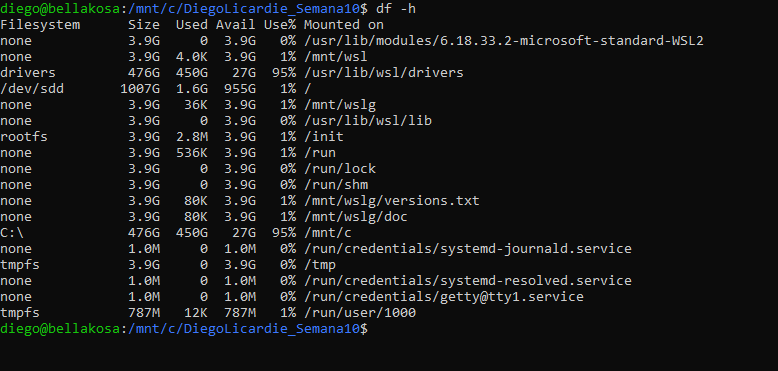 diego@bellakosa:/mnt/c/DiegoLicardie_Semana10$ df -h
Filesystem      Size  Used Avail Use% Mounted on
none            3.9G     0  3.9G   0% /usr/lib/modules/6.18.33.2-microsoft-standard-WSL2
none            3.9G  4.0K  3.9G   1% /mnt/wsl
drivers         476G  450G   27G  95% /usr/lib/wsl/drivers
/dev/sdd       1007G  1.6G  955G   1% /
none            3.9G   36K  3.9G   1% /mnt/wslg
none            3.9G     0  3.9G   0% /usr/lib/wsl/lib
rootfs          3.9G  2.8M  3.9G   1% /init
none            3.9G  536K  3.9G   1% /run
none            3.9G     0  3.9G   0% /run/lock
none            3.9G     0  3.9G   0% /run/shm
none            3.9G   80K  3.9G   1% /mnt/wslg/versions.txt
none            3.9G   80K  3.9G   1% /mnt/wslg/doc
C:\             476G  450G   27G  95% /mnt/c
none            1.0M     0  1.0M   0% /run/credentials/systemd-journald.service
tmpfs           3.9G     0  3.9G   0% /tmp
none            1.0M     0  1.0M   0% /run/credentials/systemd-resolved.service
none            1.0M     0  1.0M   0% /run/credentials/getty@tty1.service
tmpfs           787M   12K  787M   1% /run/user/1000
diego@bellakosa:/mnt/c/DiegoLicardie_Semana10$